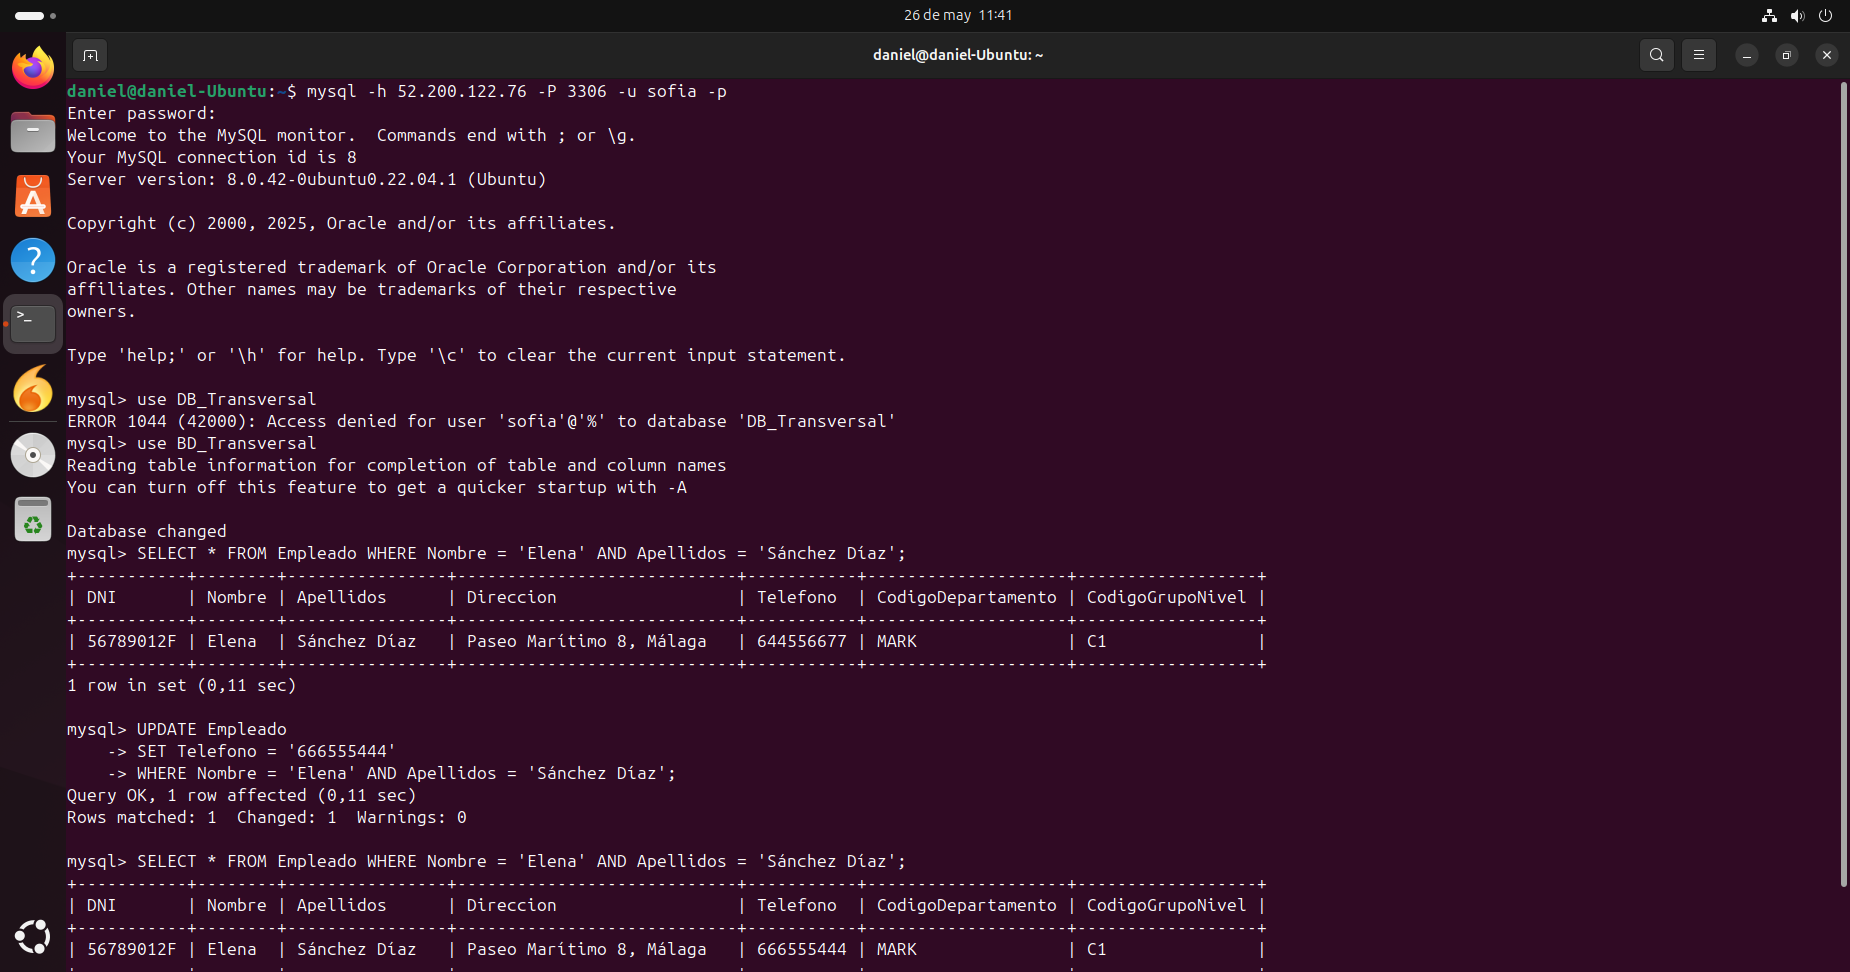 26 de may  11:41
daniel@daniel-Ubuntu: ~
daniel@daniel-Ubuntu:~$ mysql -h 52.200.122.76 -P 3306 -u sofia -p
Enter password:
Welcome to the MySQL monitor.  Commands end with ; or \g.
Your MySQL connection id is 8
Server version: 8.0.42-0ubuntu0.22.04.1 (Ubuntu)
Copyright (c) 2000, 2025, Oracle and/or its affiliates.
Oracle is a registered trademark of Oracle Corporation and/or its
affiliates. Other names may be trademarks of their respective
owners.
Type 'help;' or '\h' for help. Type '\c' to clear the current input statement.
mysql> use DB_Transversal
ERROR 1044 (42000): Access denied for user 'sofia'@'%' to database 'DB_Transversal'
mysql> use BD_Transversal
Reading table information for completion of table and column names
You can turn off this feature to get a quicker startup with -A
Database changed
mysql> SELECT * FROM Empleado WHERE Nombre = 'Elena' AND Apellidos = 'Sánchez Díaz';
+-----------+--------+----------------+----------------------------+-----------+--------------------+------------------+
| DNI       | Nombre | Apellidos      | Direccion                  | Telefono  | CodigoDepartamento | CodigoGrupoNivel |
+-----------+--------+----------------+----------------------------+-----------+--------------------+------------------+
| 56789012F | Elena  | Sánchez Díaz   | Paseo Marítimo 8, Málaga   | 644556677 | MARK               | C1               |
+-----------+--------+----------------+----------------------------+-----------+--------------------+------------------+
1 row in set (0,11 sec)
mysql> UPDATE Empleado
    -> SET Telefono = '666555444'
    -> WHERE Nombre = 'Elena' AND Apellidos = 'Sánchez Díaz';
Query OK, 1 row affected (0,11 sec)
Rows matched: 1  Changed: 1  Warnings: 0
mysql> SELECT * FROM Empleado WHERE Nombre = 'Elena' AND Apellidos = 'Sánchez Díaz';
+-----------+--------+----------------+----------------------------+-----------+--------------------+------------------+
| DNI       | Nombre | Apellidos      | Direccion                  | Telefono  | CodigoDepartamento | CodigoGrupoNivel |
+-----------+--------+----------------+----------------------------+-----------+--------------------+------------------+
| 56789012F | Elena  | Sánchez Díaz   | Paseo Marítimo 8, Málaga   | 666555444 | MARK               | C1               |